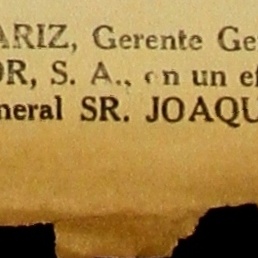 ARIZ, Gerente Ge
OR, S. A., en un ef
neral SR. JOAQU